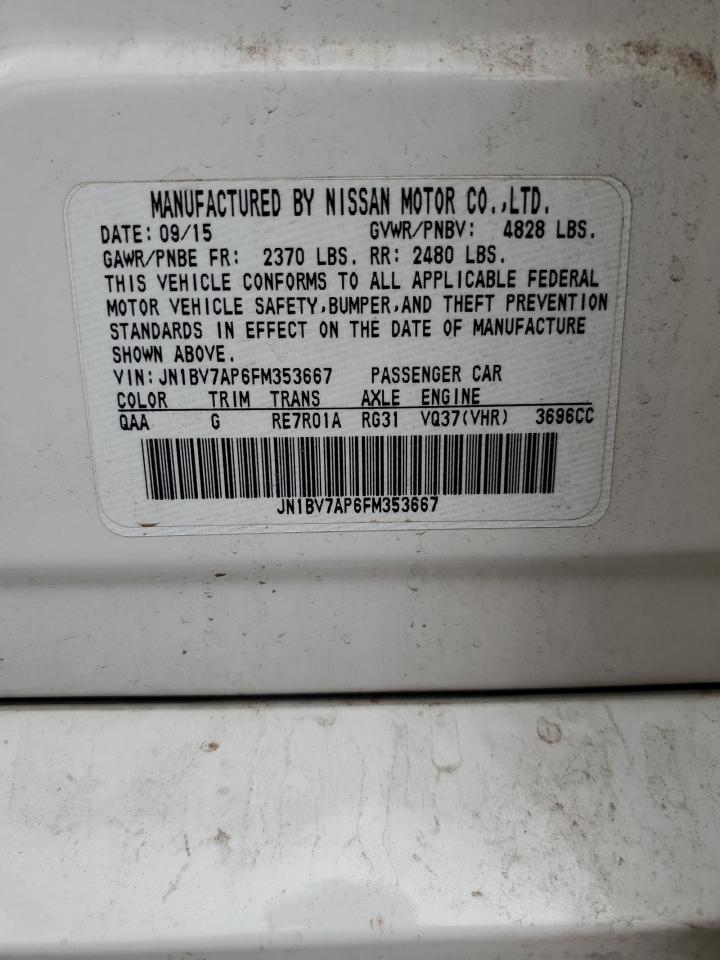 MANUFACTURED BY NISSAN MOTOR CO.,LTD.
DATE: 09/15 GVWR/PNBV: 4828 LBS.
GAWR/PNBE FR: 2370 LBS. RR: 2480 LBS.
THIS VEHICLE CONFORMS TO ALL APPLICABLE FEDERAL
MOTOR VEHICLE SAFETY,BUMPER,AND THEFT PREVENTION
STANDARDS IN EFFECT ON THE DATE OF MANUFACTURE
SHOWN ABOVE.
VIN:JN1BV7AP6FM353667 PASSENGER CAR
COLOR TRIM TRANS AXLE ENGINE
QAA G RE7R01A RG31 VQ37(VHR) 3696CC
JN1BV7AP6FM353667